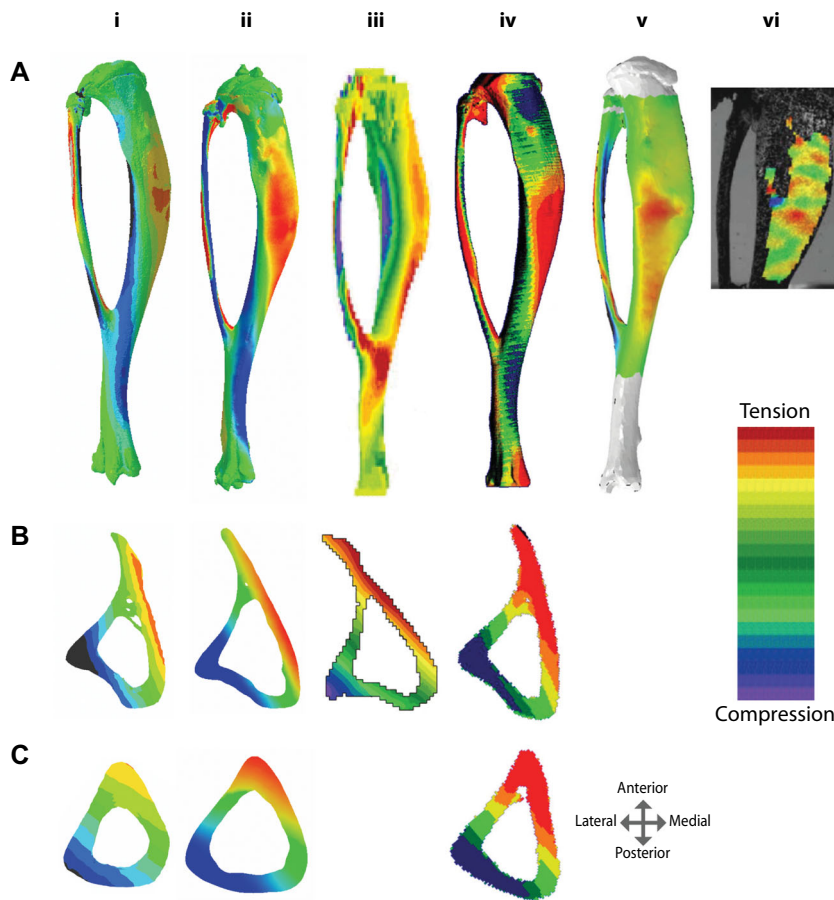 i ii iii iv v vi
A
Tension
B
Compression
C
Anterior
Lateral Medial
Posterior